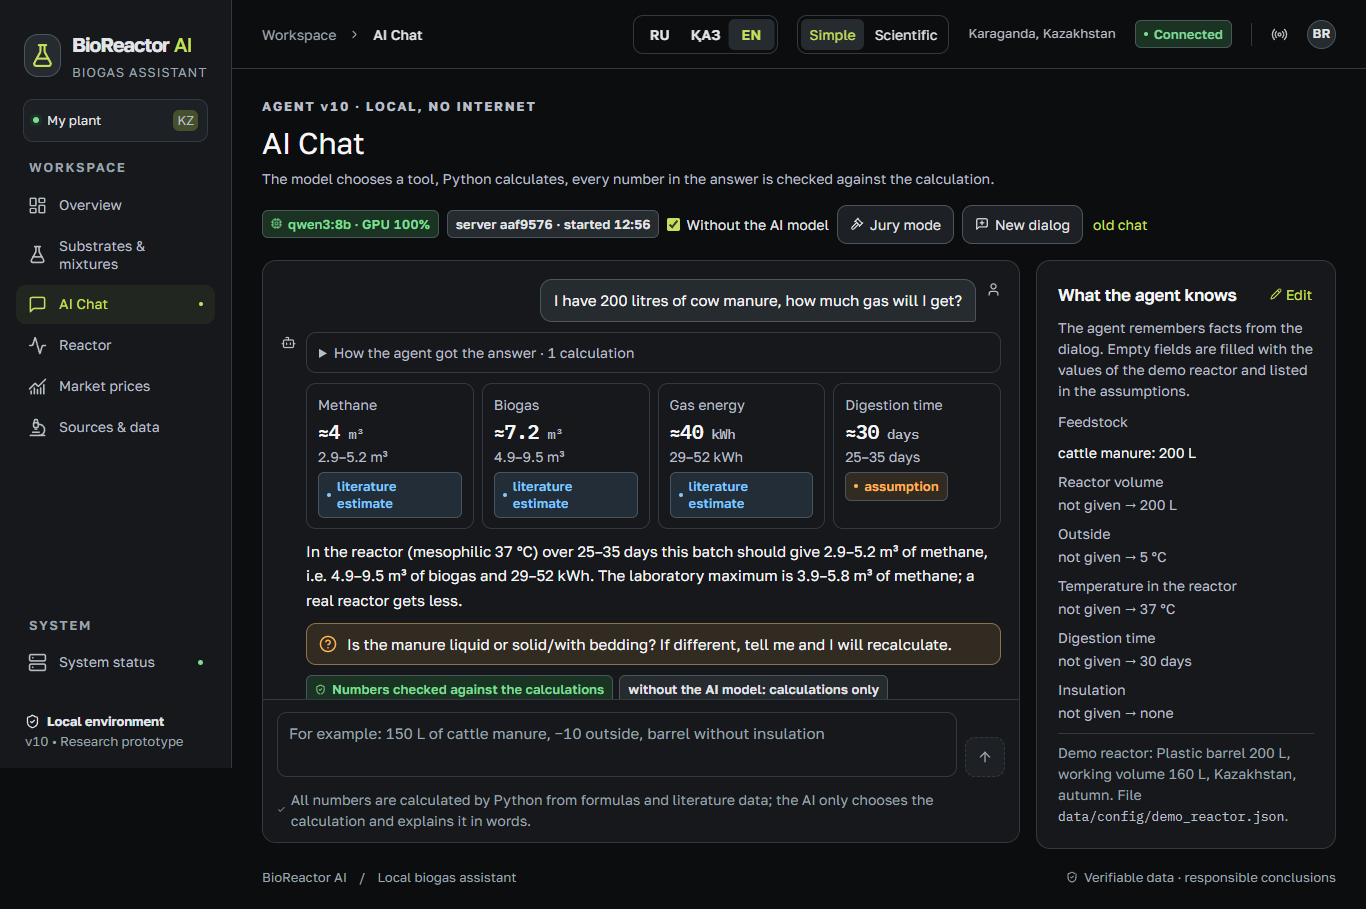 BioReactor AI
BIOGAS ASSISTANT
My plant
KZ
WORKSPACE
Overview
Substrates &
mixtures
AI Chat
Reactor
Market prices
Sources & data
SYSTEM
System status
Local environment
v10 • Research prototype
Workspace > AI Chat
RU ҚАЗ EN
Simple Scientific
Karaganda, Kazakhstan
Connected
BR
AGENT v10 · LOCAL, NO INTERNET
AI Chat
The model chooses a tool, Python calculates, every number in the answer is checked against the calculation.
qwen3:8b · GPU 100%
server aaf9576 · started 12:56
Without the AI model
Jury mode
New dialog
old chat
I have 200 litres of cow manure, how much gas will I get?
How the agent got the answer · 1 calculation
Methane
≈4 m³
2.9–5.2 m³
literature
estimate
Biogas
≈7.2 m³
4.9–9.5 m³
literature
estimate
Gas energy
≈40 kWh
29–52 kWh
literature
estimate
Digestion time
≈30 days
25–35 days
assumption
In the reactor (mesophilic 37 °C) over 25–35 days this batch should give 2.9–5.2 m³ of methane,
i.e. 4.9–9.5 m³ of biogas and 29–52 kWh. The laboratory maximum is 3.9–5.8 m³ of methane; a
real reactor gets less.
Is the manure liquid or solid/with bedding? If different, tell me and I will recalculate.
Numbers checked against the calculations
without the AI model: calculations only
For example: 150 L of cattle manure, −10 outside, barrel without insulation
All numbers are calculated by Python from formulas and literature data; the AI only chooses the
calculation and explains it in words.
What the agent knows
Edit
The agent remembers facts from the
dialog. Empty fields are filled with the
values of the demo reactor and listed
in the assumptions.
Feedstock
cattle manure: 200 L
Reactor volume
not given → 200 L
Outside
not given → 5 °C
Temperature in the reactor
not given → 37 °C
Digestion time
not given → 30 days
Insulation
not given → none
Demo reactor: Plastic barrel 200 L,
working volume 160 L, Kazakhstan,
autumn. File
data/config/demo_reactor.json.
BioReactor AI / Local biogas assistant
Verifiable data · responsible conclusions